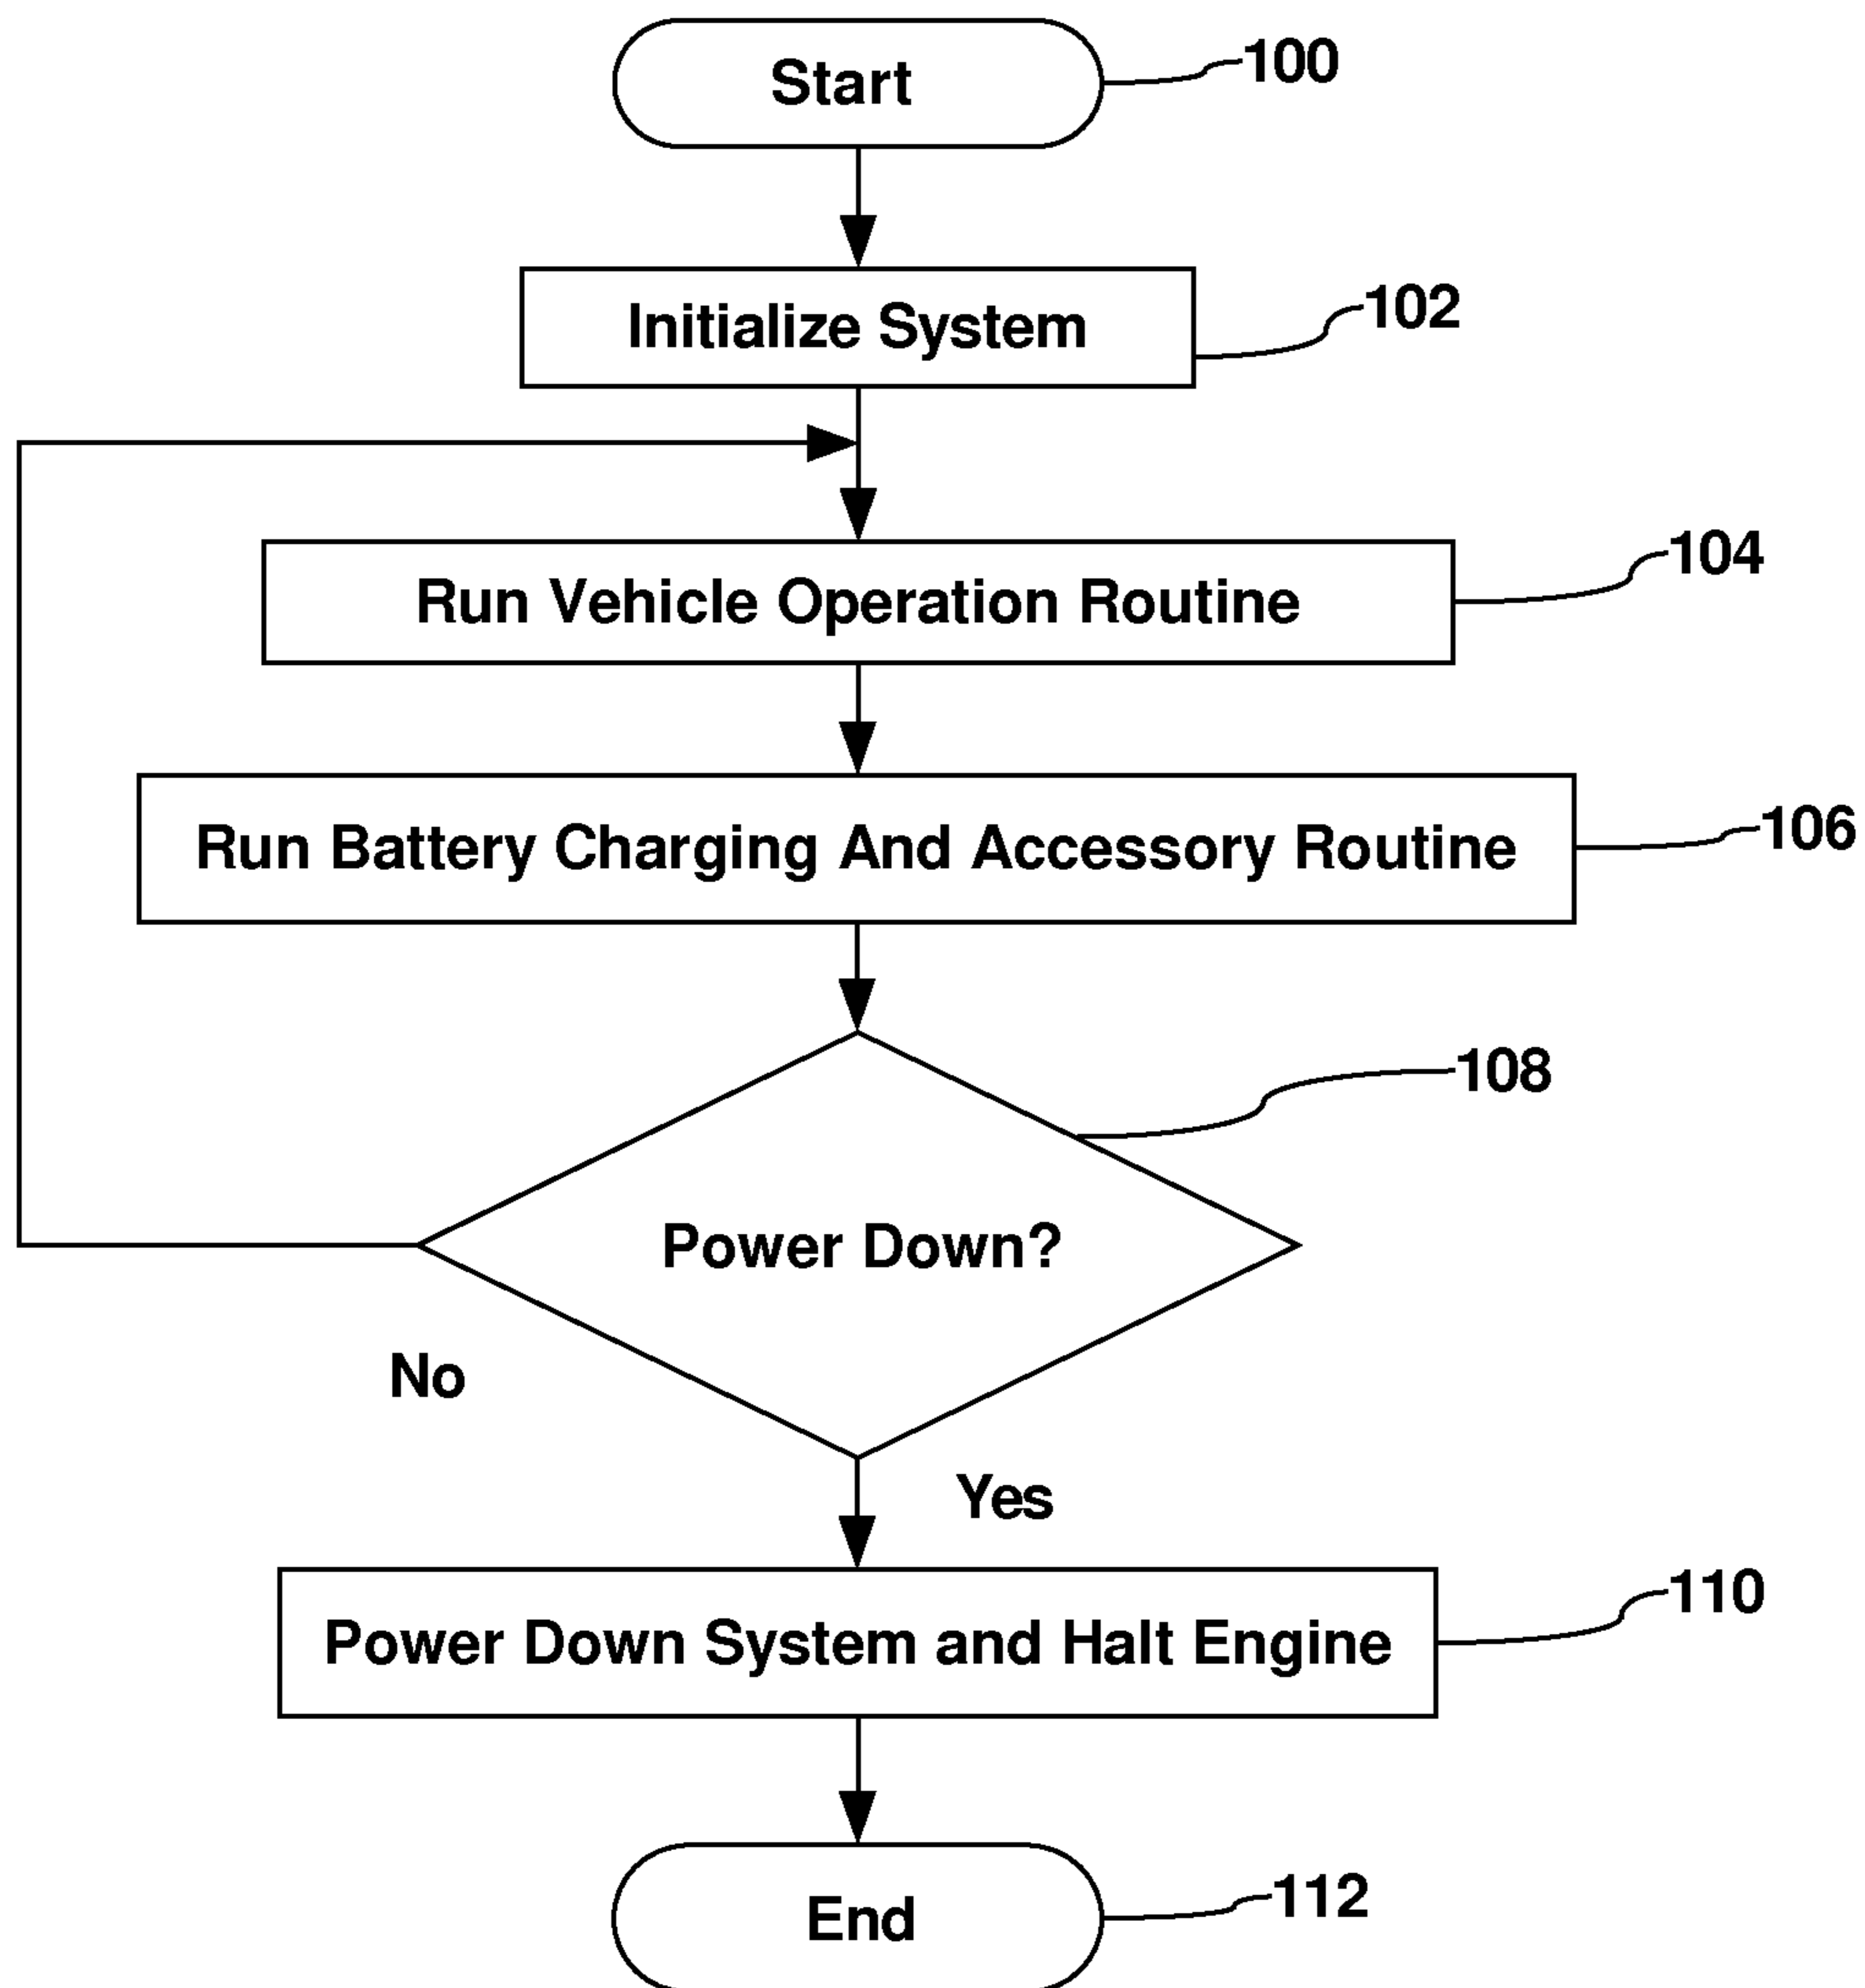 Start
100
Initialize System
102
Run Vehicle Operation Routine
104
Run Battery Charging And Accessory Routine
106
108
Power Down?
No
Yes
Power Down System and Halt Engine
110
End
112